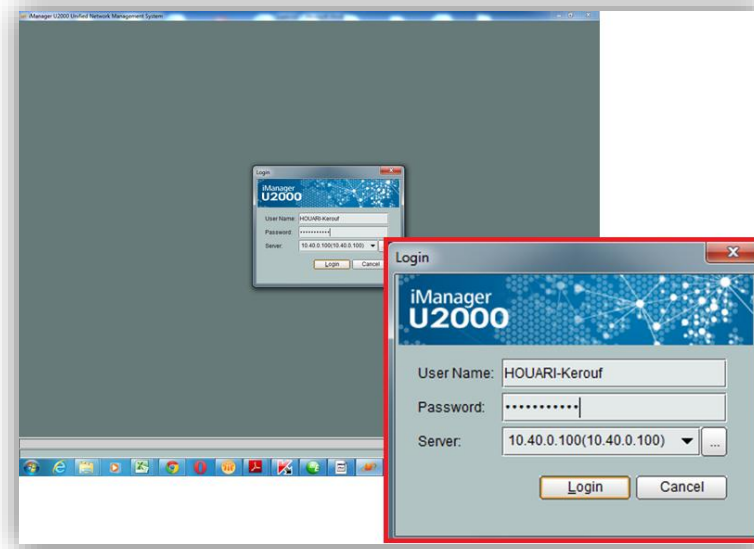 iManager U2000 Unified Network Management System
Login
iManager
U2000
User Name: HOUARI-Kerouf
Password: •••••••••••
Server: 10.40.0.100(10.40.0.100)
Login Cancel
Login
iManager
U2000
User Name: HOUARI-Kerouf
Password: •••••••••••
Server: 10.40.0.100(10.40.0.100) ...
Login Cancel